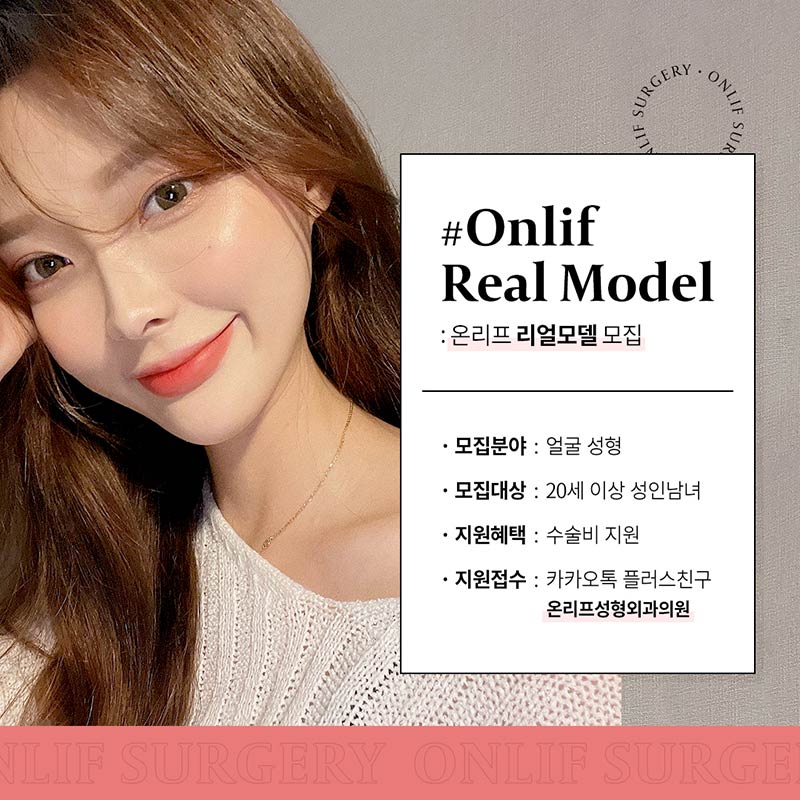 ONLIF SURGERY · ONLIF SUR
#Onlif
Real Model
: 온리프 리얼모델 모집
· 모집분야 : 얼굴 성형
· 모집대상 : 20세 이상 성인남녀
· 지원혜택 : 수술비 지원
· 지원접수 : 카카오톡 플러스친구
온리프성형외과의원
ONLIF SURGERY ONLIF SURGE